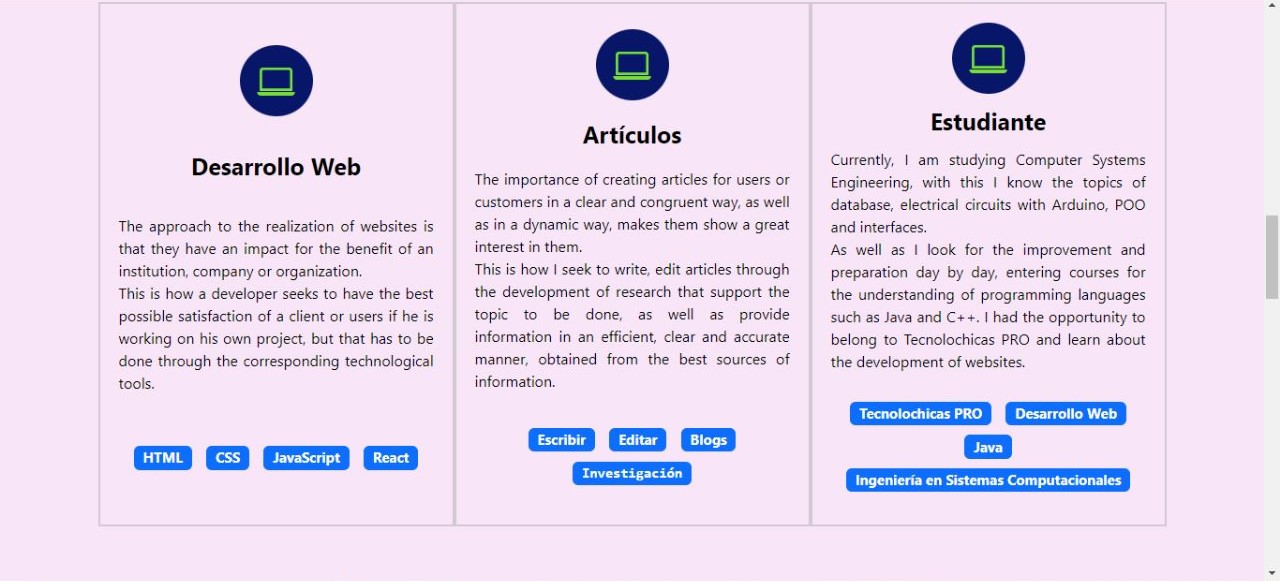 Desarrollo Web
The approach to the realization of websites is
that they have an impact for the benefit of an
institution, company or organization.
This is how a developer seeks to have the best
possible satisfaction of a client or users if he is
working on his own project, but that has to be
done through the corresponding technological
tools.
HTML CSS JavaScript React
Artículos
The importance of creating articles for users or
customers in a clear and congruent way, as well
as in a dynamic way, makes them show a great
interest in them.
This is how I seek to write, edit articles through
the development of research that support the
topic to be done, as well as provide
information in an efficient, clear and accurate
manner, obtained from the best sources of
information.
Escribir Editar Blogs
Investigación
Estudiante
Currently, I am studying Computer Systems
Engineering, with this I know the topics of
database, electrical circuits with Arduino, POO
and interfaces.
As well as I look for the improvement and
preparation day by day, entering courses for
the understanding of programming languages
such as Java and C++. I had the opportunity to
belong to Tecnolochicas PRO and learn about
the development of websites.
Tecnolochicas PRO Desarrollo Web
Java
Ingeniería en Sistemas Computacionales